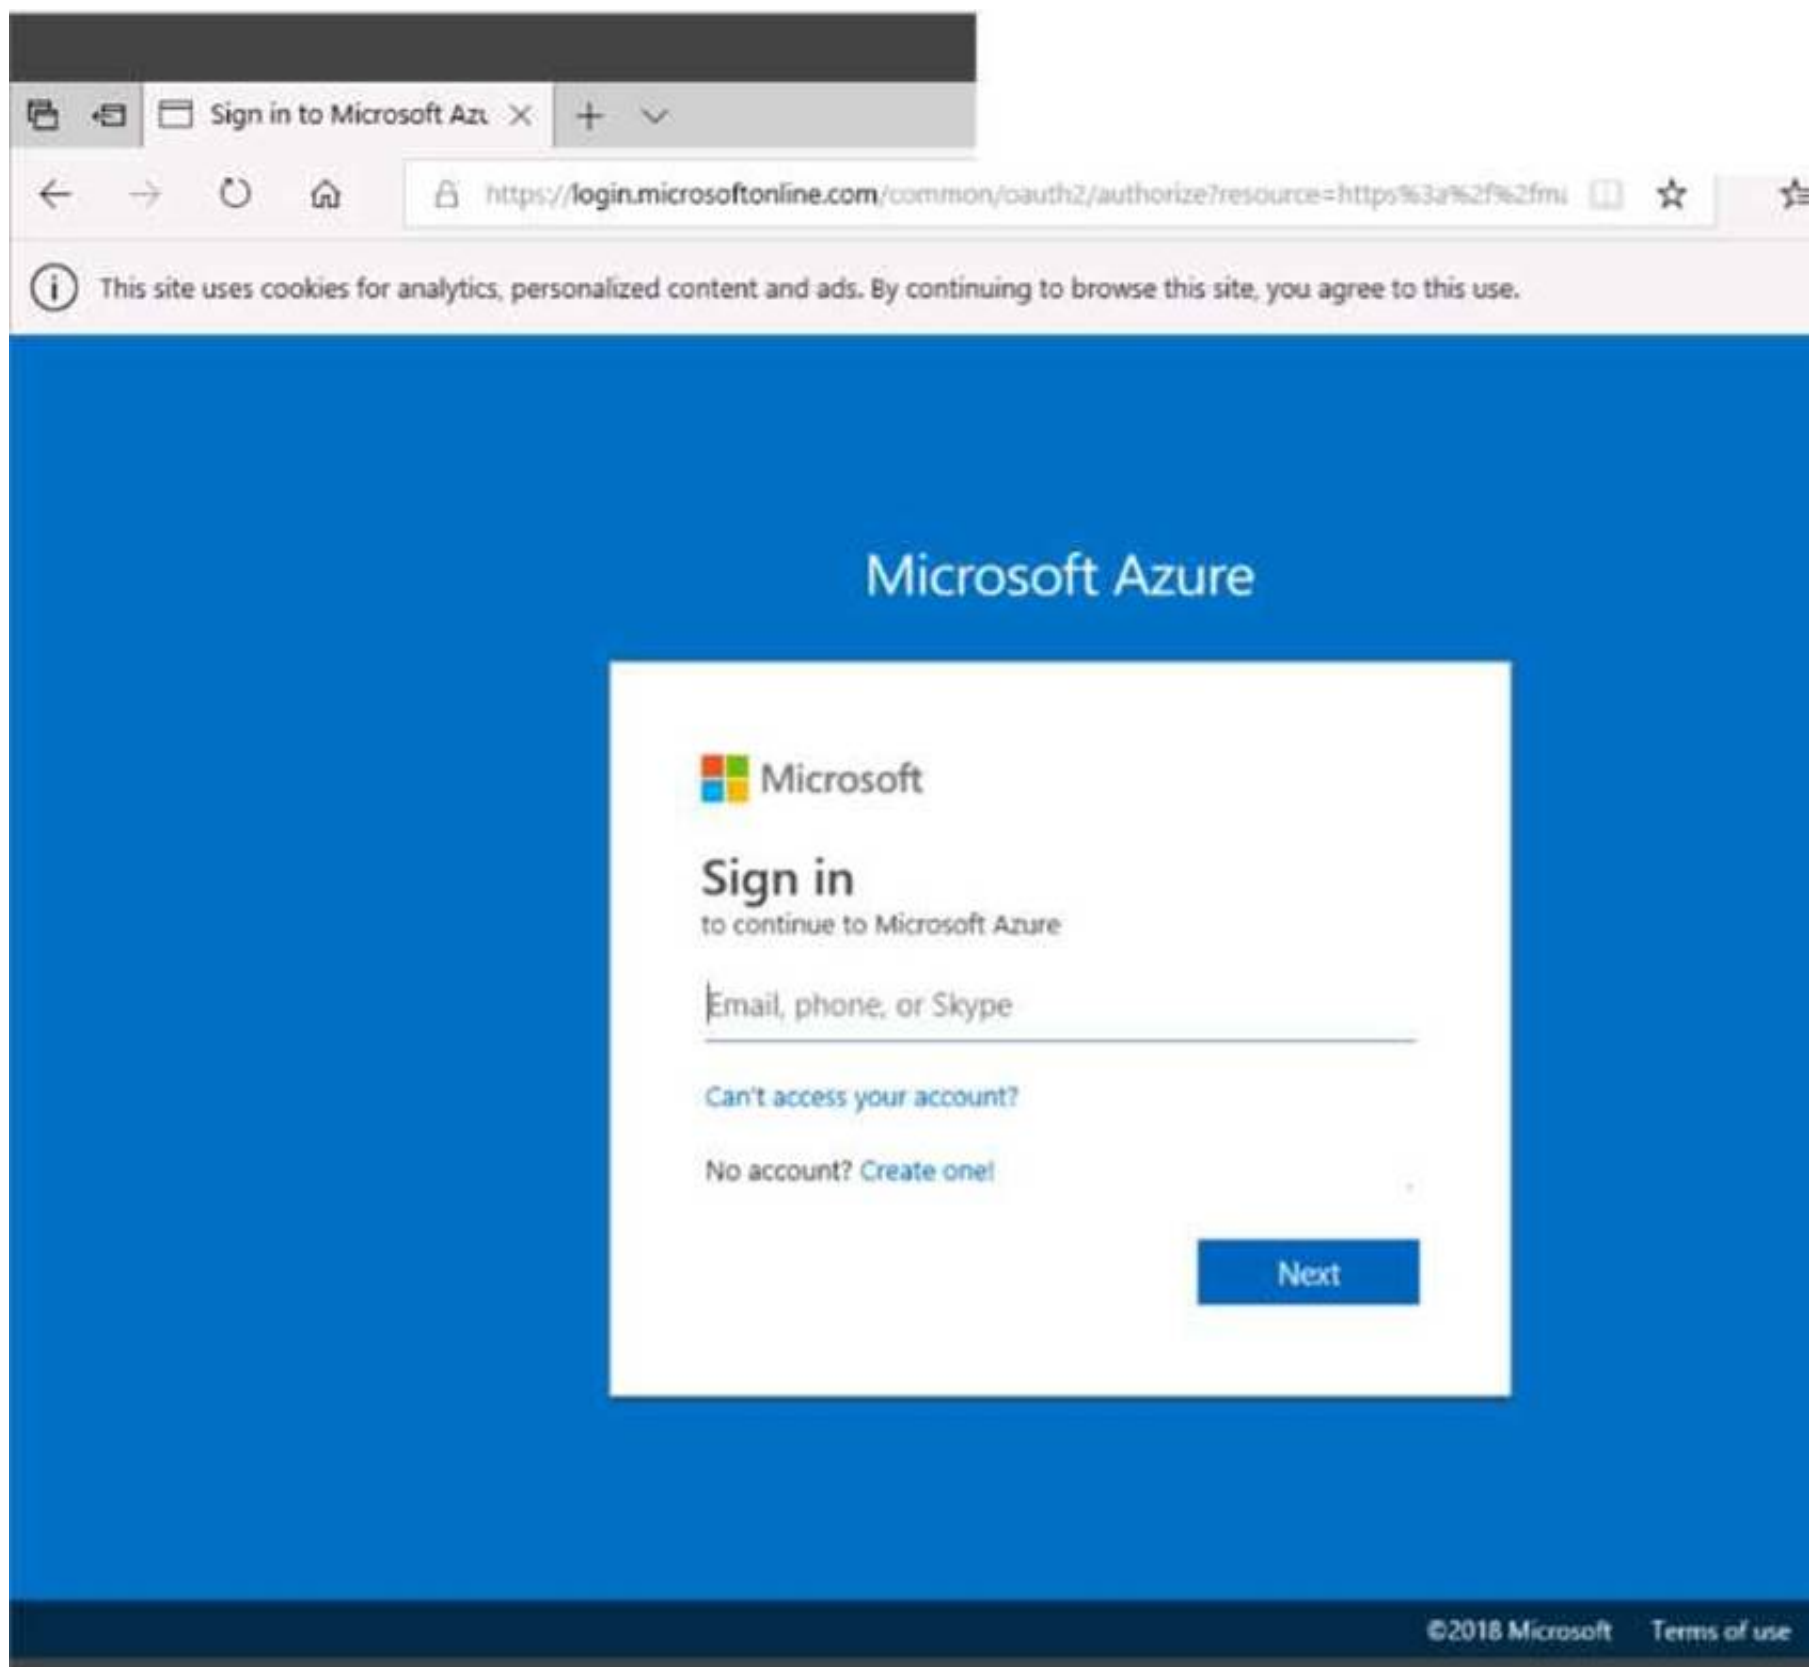 Sign in to Microsoft Azu
https://login.microsoftonline.com/common/oauth2/authorize?resource=https%3a%2f%2fma
This site uses cookies for analytics, personalized content and ads. By continuing to browse this site, you agree to this use.
Microsoft Azure
Microsoft
Sign in
to continue to Microsoft Azure
Email, phone, or Skype
Can't access your account?
No account? Create one!
Next
©2018 Microsoft Terms of use